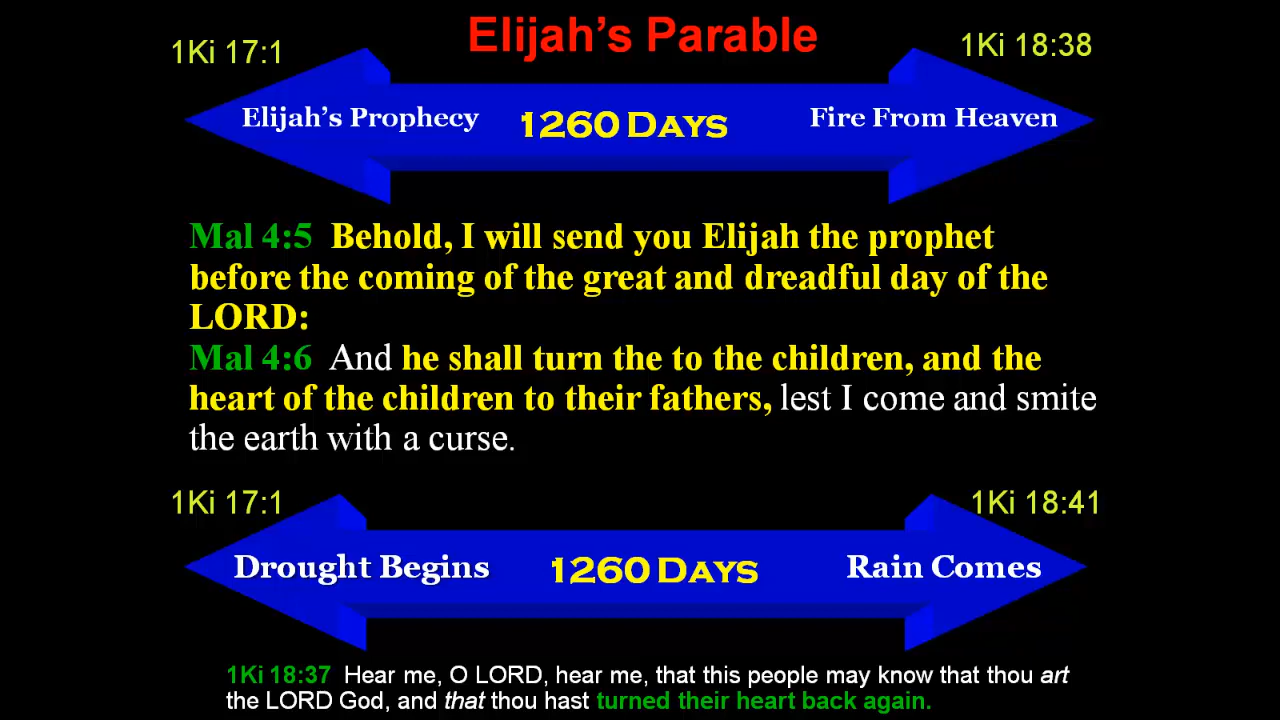 Elijah's Parable
1Ki 17:1
1Ki 18:38
Elijah's Prophecy
1260 Days
Fire From Heaven
Mal 4:5 Behold, I will send you Elijah the prophet
before the coming of the great and dreadful day of the
LORD:
Mal 4:6 And he shall turn the to the children, and the
heart of the children to their fathers, lest I come and smite
the earth with a curse.
1Ki 17:1
1Ki 18:41
Drought Begins
1260 Days
Rain Comes
1Ki 18:37 Hear me, O LORD, hear me, that this people may know that thou art
the LORD God, and that thou hast turned their heart back again.